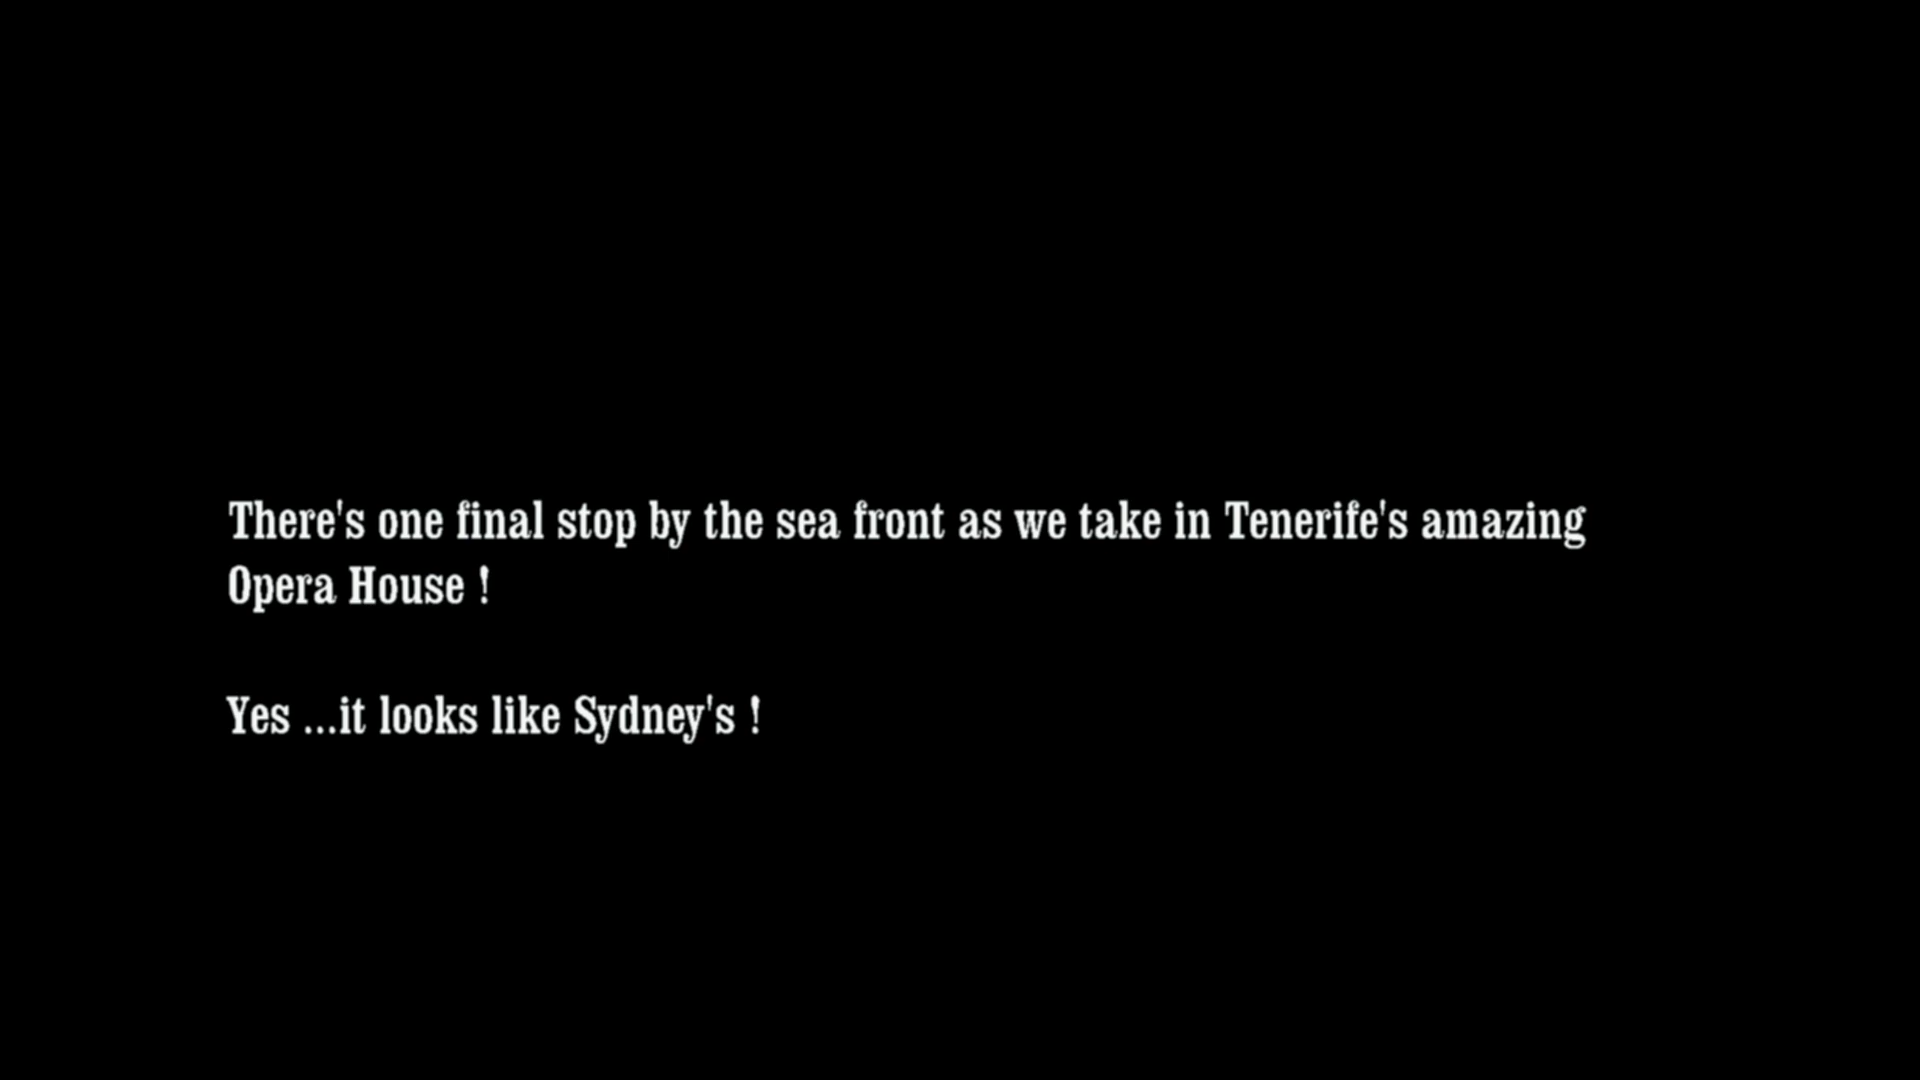 There's one final stop by the sea front as we take in Tenerife's amazing
Opera House !
Yes ...it looks like Sydney's !